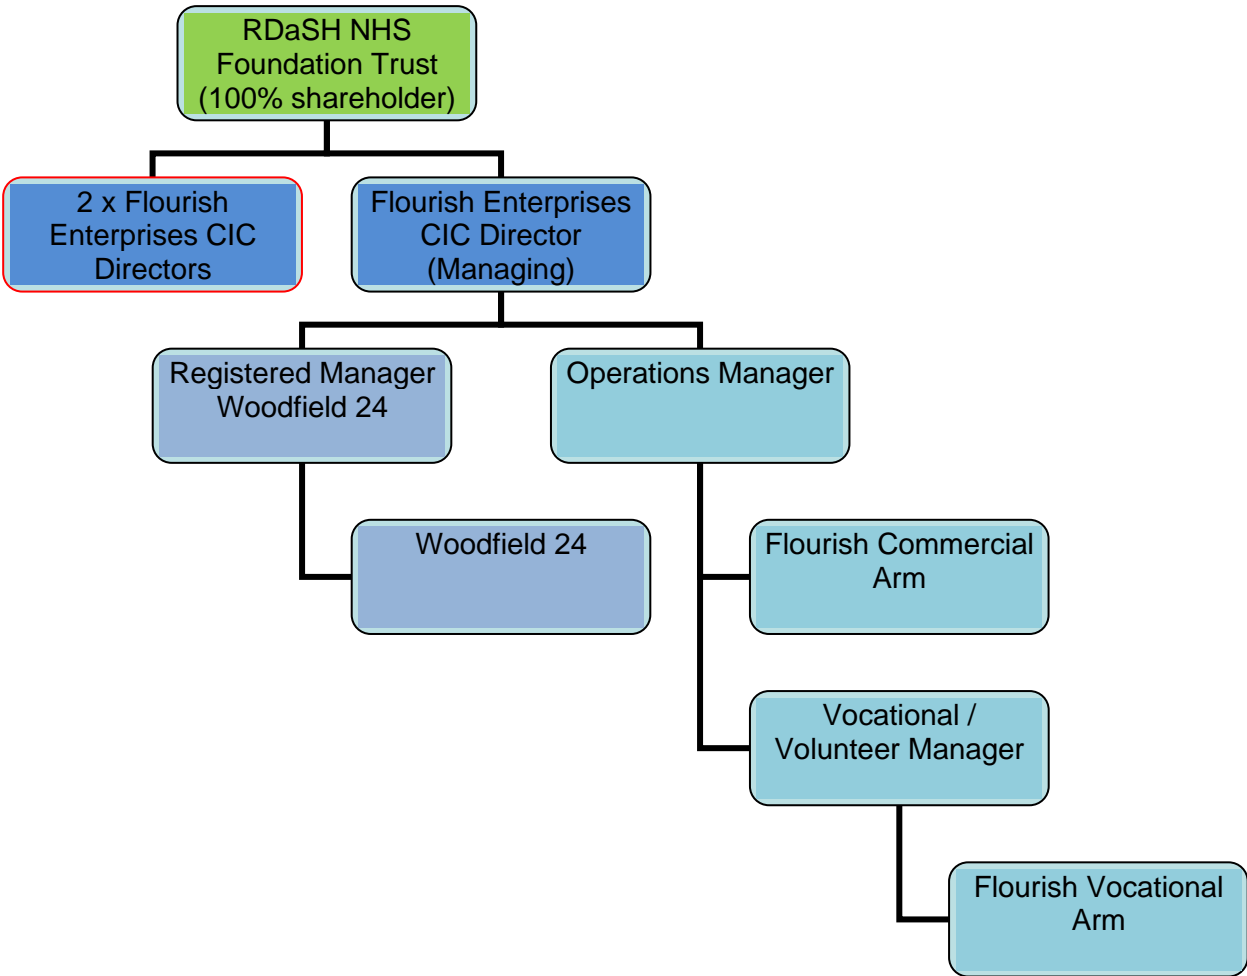 RDaSH NHS
Foundation Trust
(100% shareholder)
2 x Flourish
Enterprises CIC
Directors
Flourish Enterprises
CIC Director
(Managing)
Registered Manager
Woodfield 24
Operations Manager
Woodfield 24
Flourish Commercial
Arm
Vocational /
Volunteer Manager
Flourish Vocational
Arm